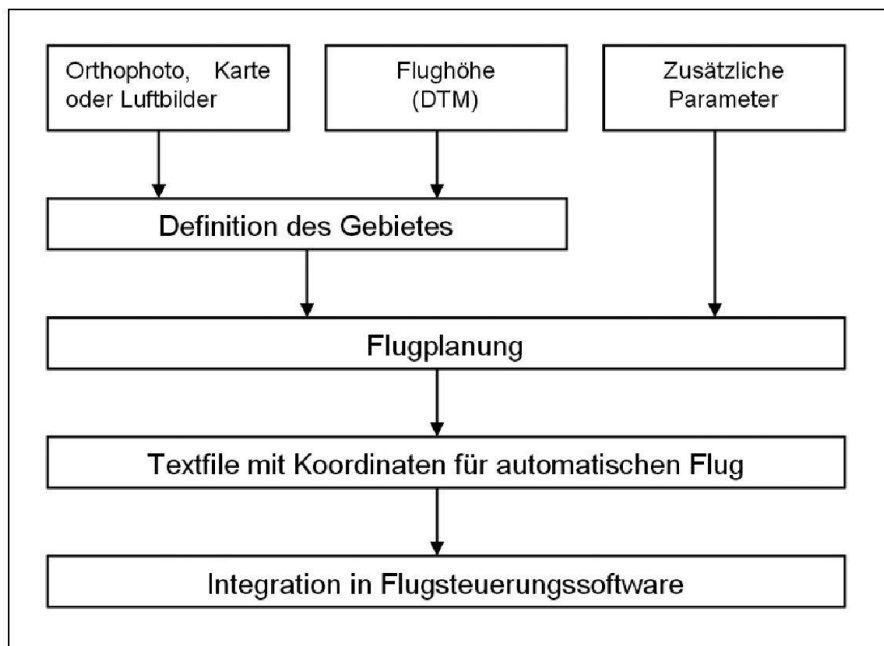 Orthophoto, Karte
oder Luftbilder
Flughöhe
(DTM)
Zusätzliche
Parameter
Definition des Gebietes
Flugplanung
Textfile mit Koordinaten für automatischen Flug
Integration in Flugsteuerungssoftware